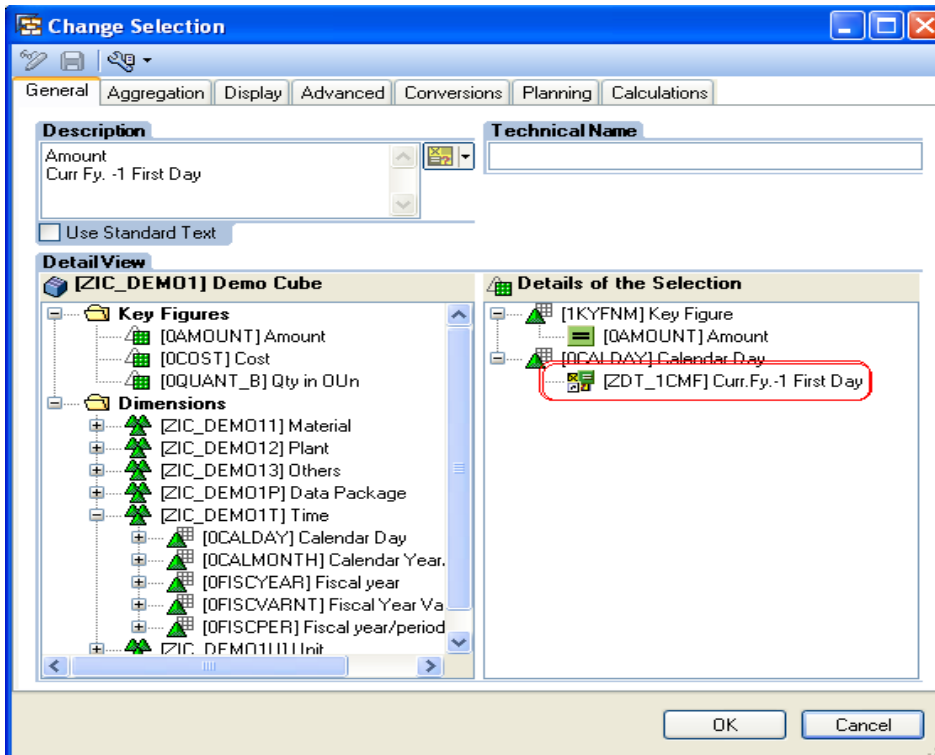 Change Selection
General Aggregation Display Advanced Conversions Planning Calculations
Description
Amount
Curr Fy. -1 First Day
Technical Name
Use Standard Text
Detail View
[ZIC_DEMO1] Demo Cube
Key Figures
[0AMOUNT] Amount
[0COST] Cost
[0QUANT_B] Qty in OUn
Dimensions
[ZIC_DEMO11] Material
[ZIC_DEMO12] Plant
[ZIC_DEMO13] Others
[ZIC_DEMO1P] Data Package
[ZIC_DEMO1T] Time
[0CALDAY] Calendar Day
[0CALMONTH] Calendar Year.
[0FISCYEAR] Fiscal year
[0FISCVARNT] Fiscal Year Va
[0FISCPER] Fiscal year/period
[ZIC_DEMO1U] Unit
Details of the Selection
[1KYFNM] Key Figure
[0AMOUNT] Amount
[0CALDAY] Calendar Day
[ZDT_1CMF] Curr.Fy.-1 First Day
OK Cancel